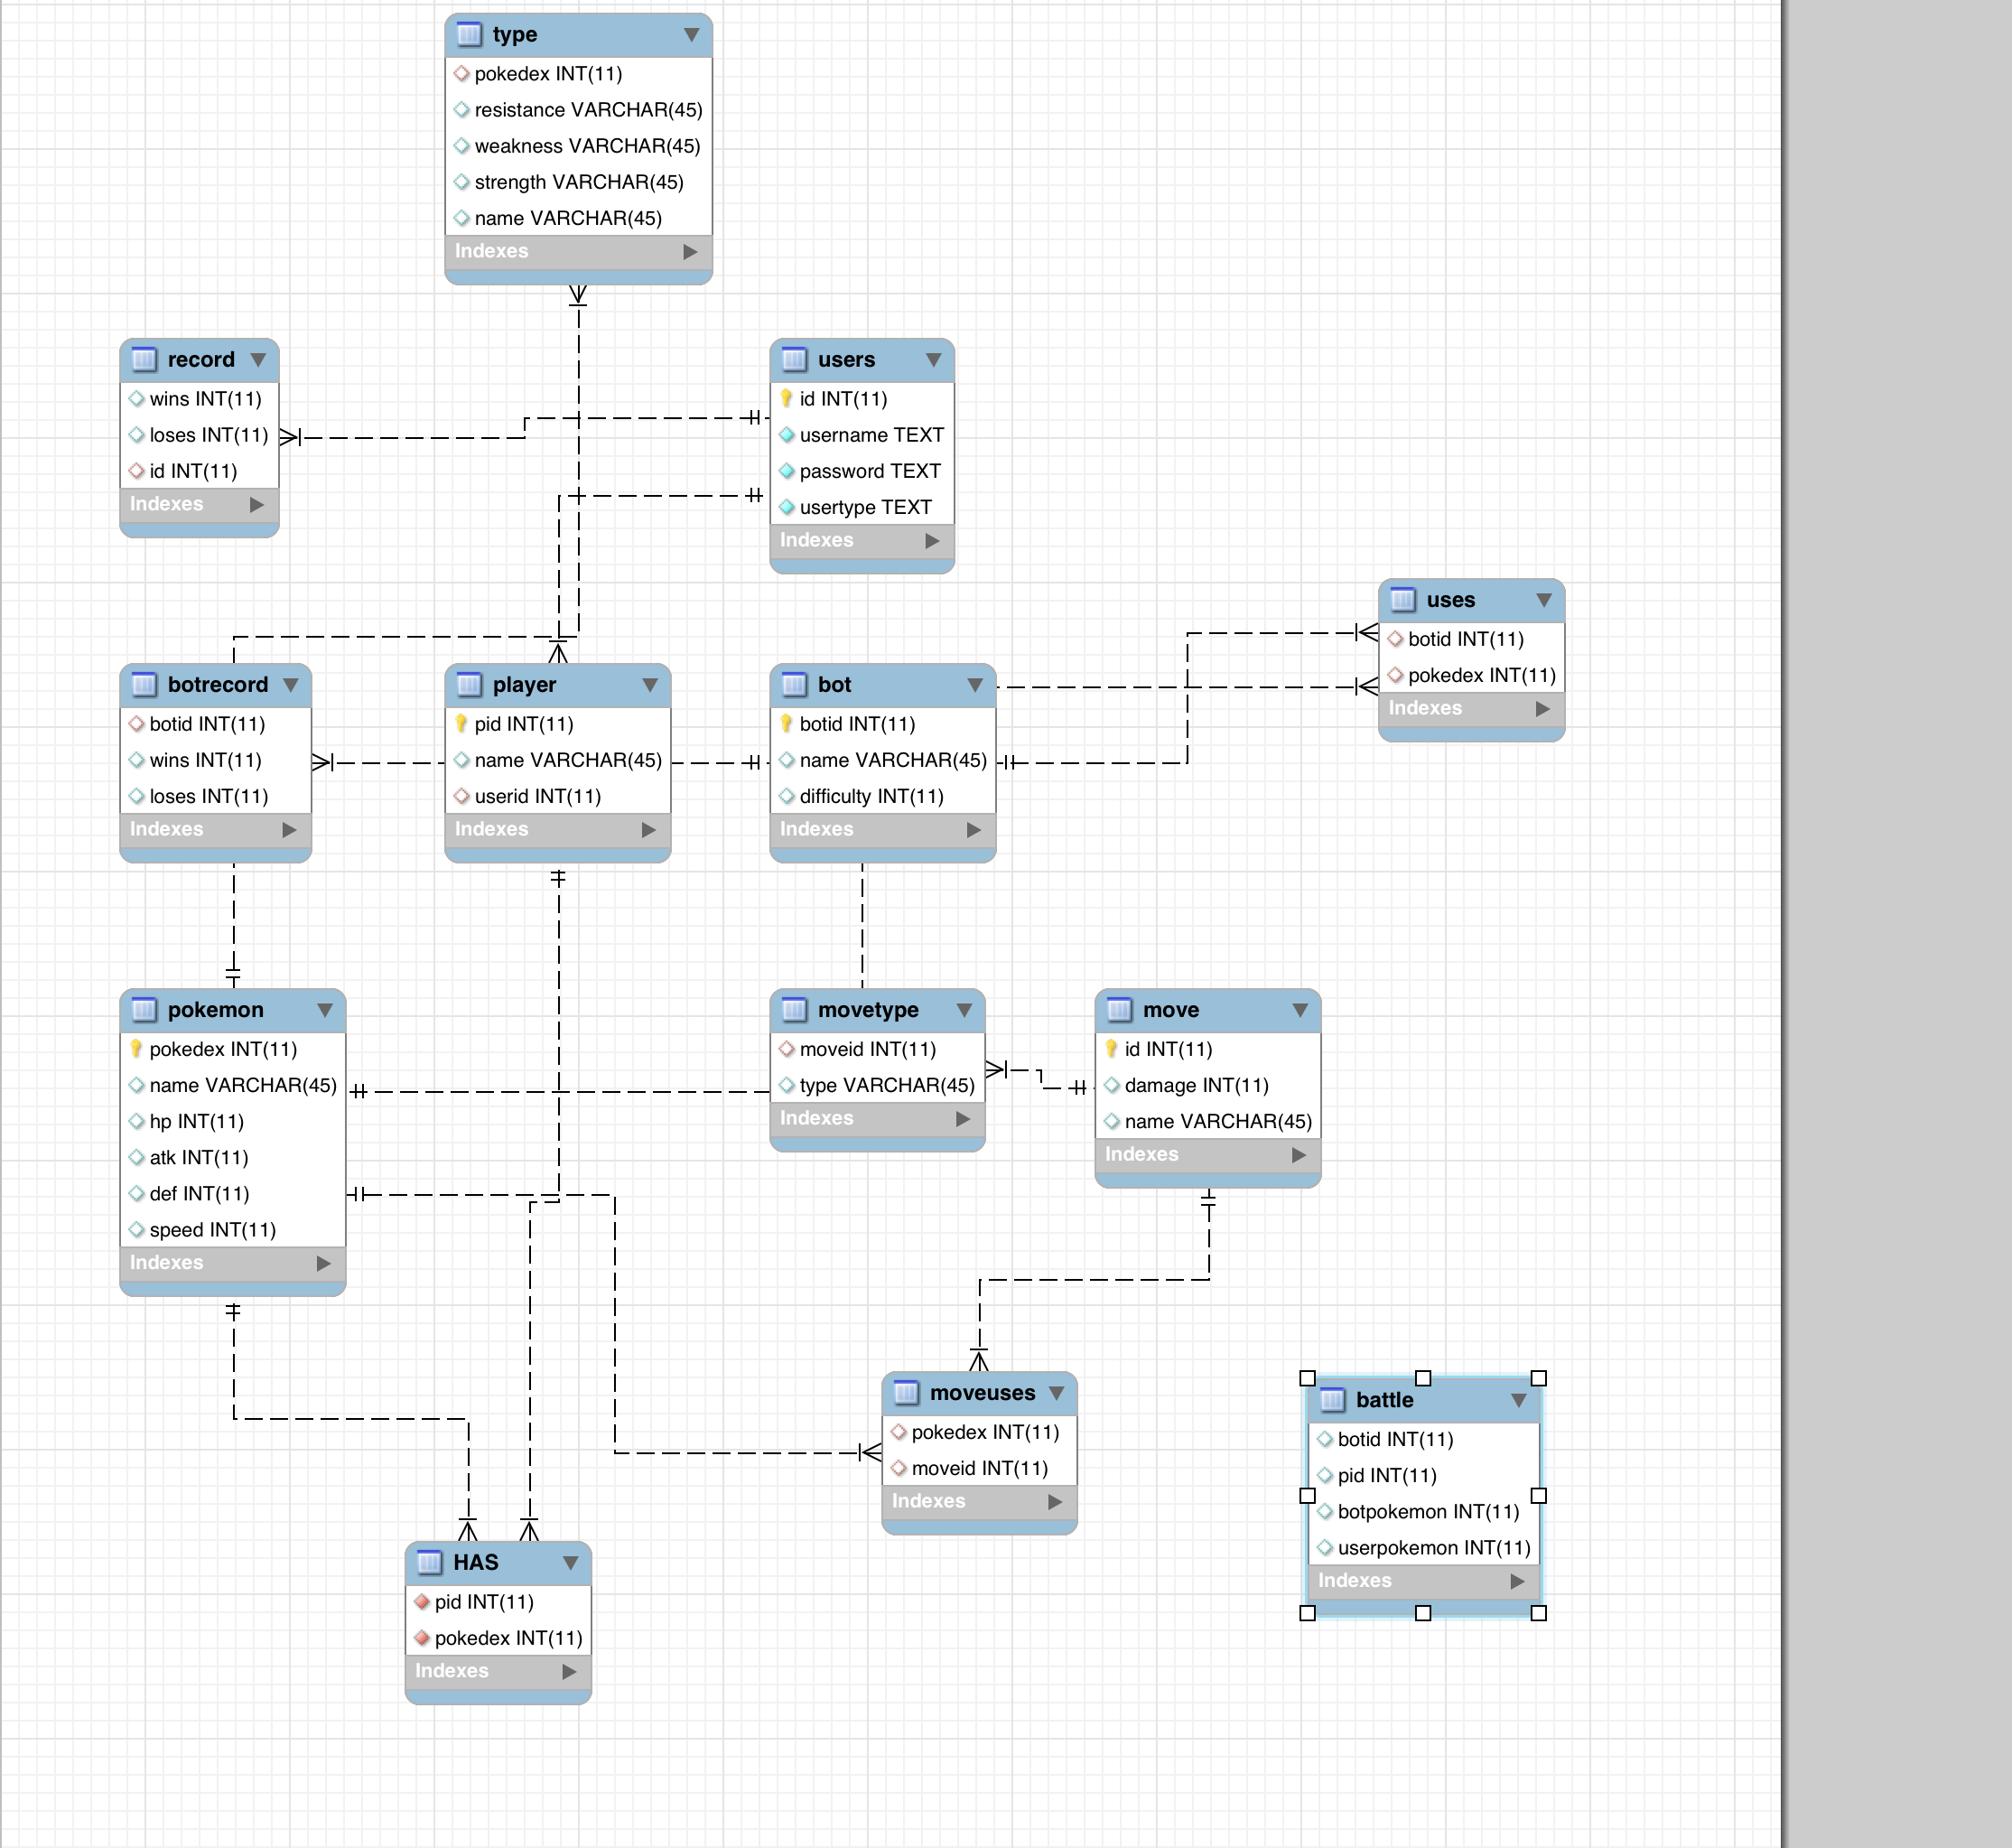 type
pokedex INT(11)
resistance VARCHAR(45)
weakness VARCHAR(45)
strength VARCHAR(45)
name VARCHAR(45)
Indexes
record
wins INT(11)
loses INT(11)
id INT(11)
Indexes
users
id INT(11)
username TEXT
password TEXT
usertype TEXT
Indexes
uses
botid INT(11)
pokedex INT(11)
Indexes
botrecord
botid INT(11)
wins INT(11)
loses INT(11)
Indexes
player
pid INT(11)
name VARCHAR(45)
userid INT(11)
Indexes
bot
botid INT(11)
name VARCHAR(45)
difficulty INT(11)
Indexes
pokemon
pokedex INT(11)
name VARCHAR(45)
hp INT(11)
atk INT(11)
def INT(11)
speed INT(11)
Indexes
movetype
moveid INT(11)
type VARCHAR(45)
Indexes
move
id INT(11)
damage INT(11)
name VARCHAR(45)
Indexes
moveuses
pokedex INT(11)
moveid INT(11)
Indexes
battle
botid INT(11)
pid INT(11)
botpokemon INT(11)
userpokemon INT(11)
Indexes
HAS
pid INT(11)
pokedex INT(11)
Indexes